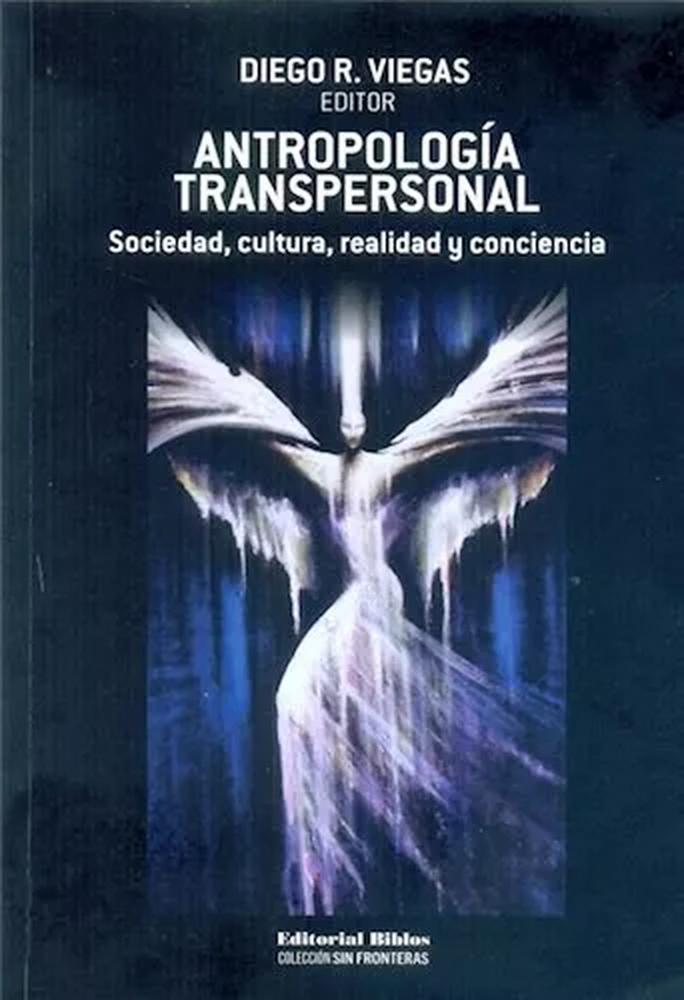 DIEGO R. VIEGAS
EDITOR
ANTROPOLOGÍA
TRANSPERSONAL
Sociedad, cultura, realidad y conciencia
Editorial Biblos
COLECCIÓN SIN FRONTERAS